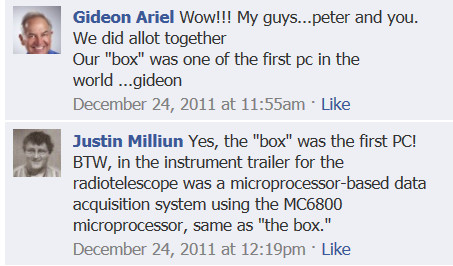 Gideon Ariel Wow!!! My guys...peter and you.
We did allot together
Our "box" was one of the first pc in the
world ...gideon
December 24, 2011 at 11:55am · Like
Justin Milliun Yes, the "box" was the first PC!
BTW, in the instrument trailer for the
radiotelescope was a microprocessor-based data
acquisition system using the MC6800
microprocessor, same as "the box."
December 24, 2011 at 12:19pm · Like